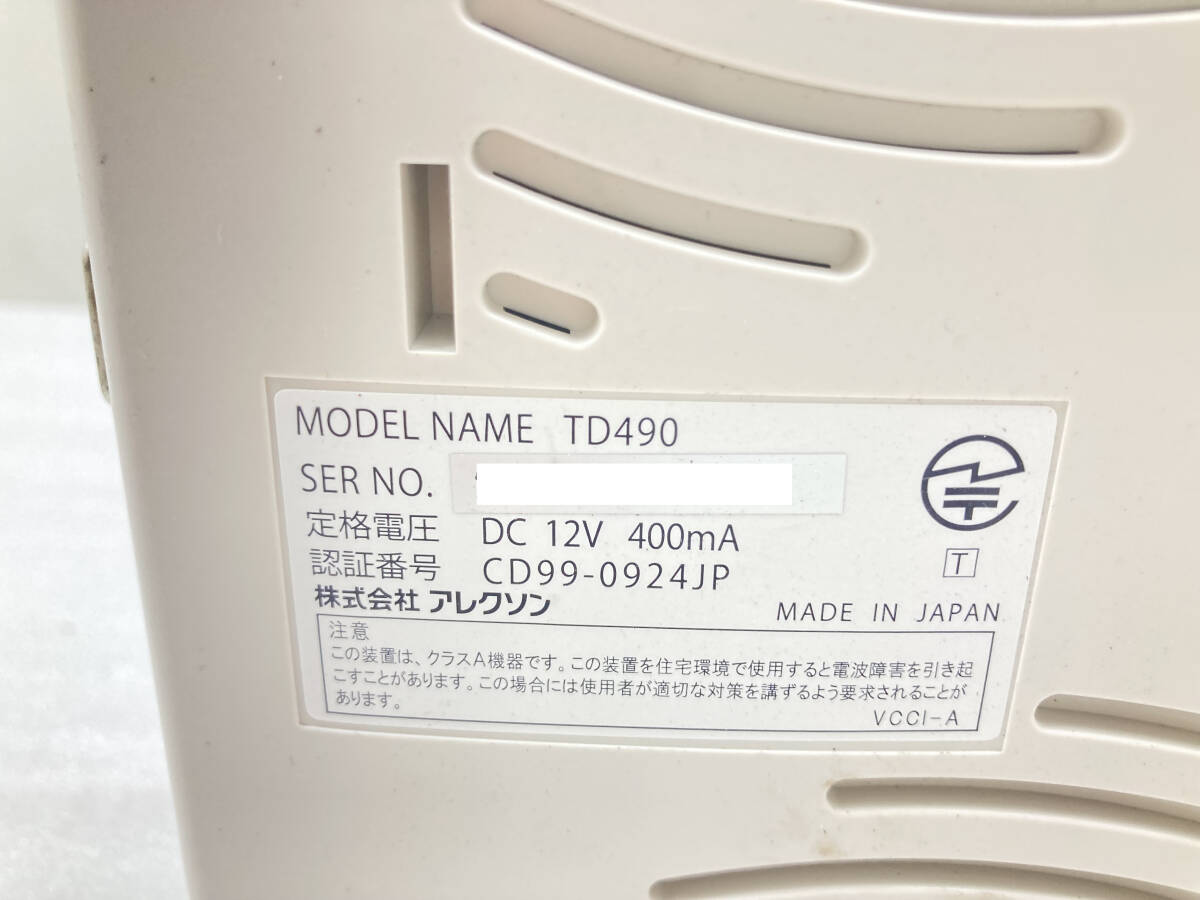 MODEL NAME TD490
SER NO.
定格電圧 DC 12V 400mA
認証番号 CD99-0924JP
T
株式会社 アレクソン
MADE IN JAPAN
注意
この装置は、クラスA機器です。この装置を住宅環境で使用すると電波障害を引き起
こすことがあります。この場合には使用者が適切な対策を講ずるよう要求されることが
あります。
VCCI-A